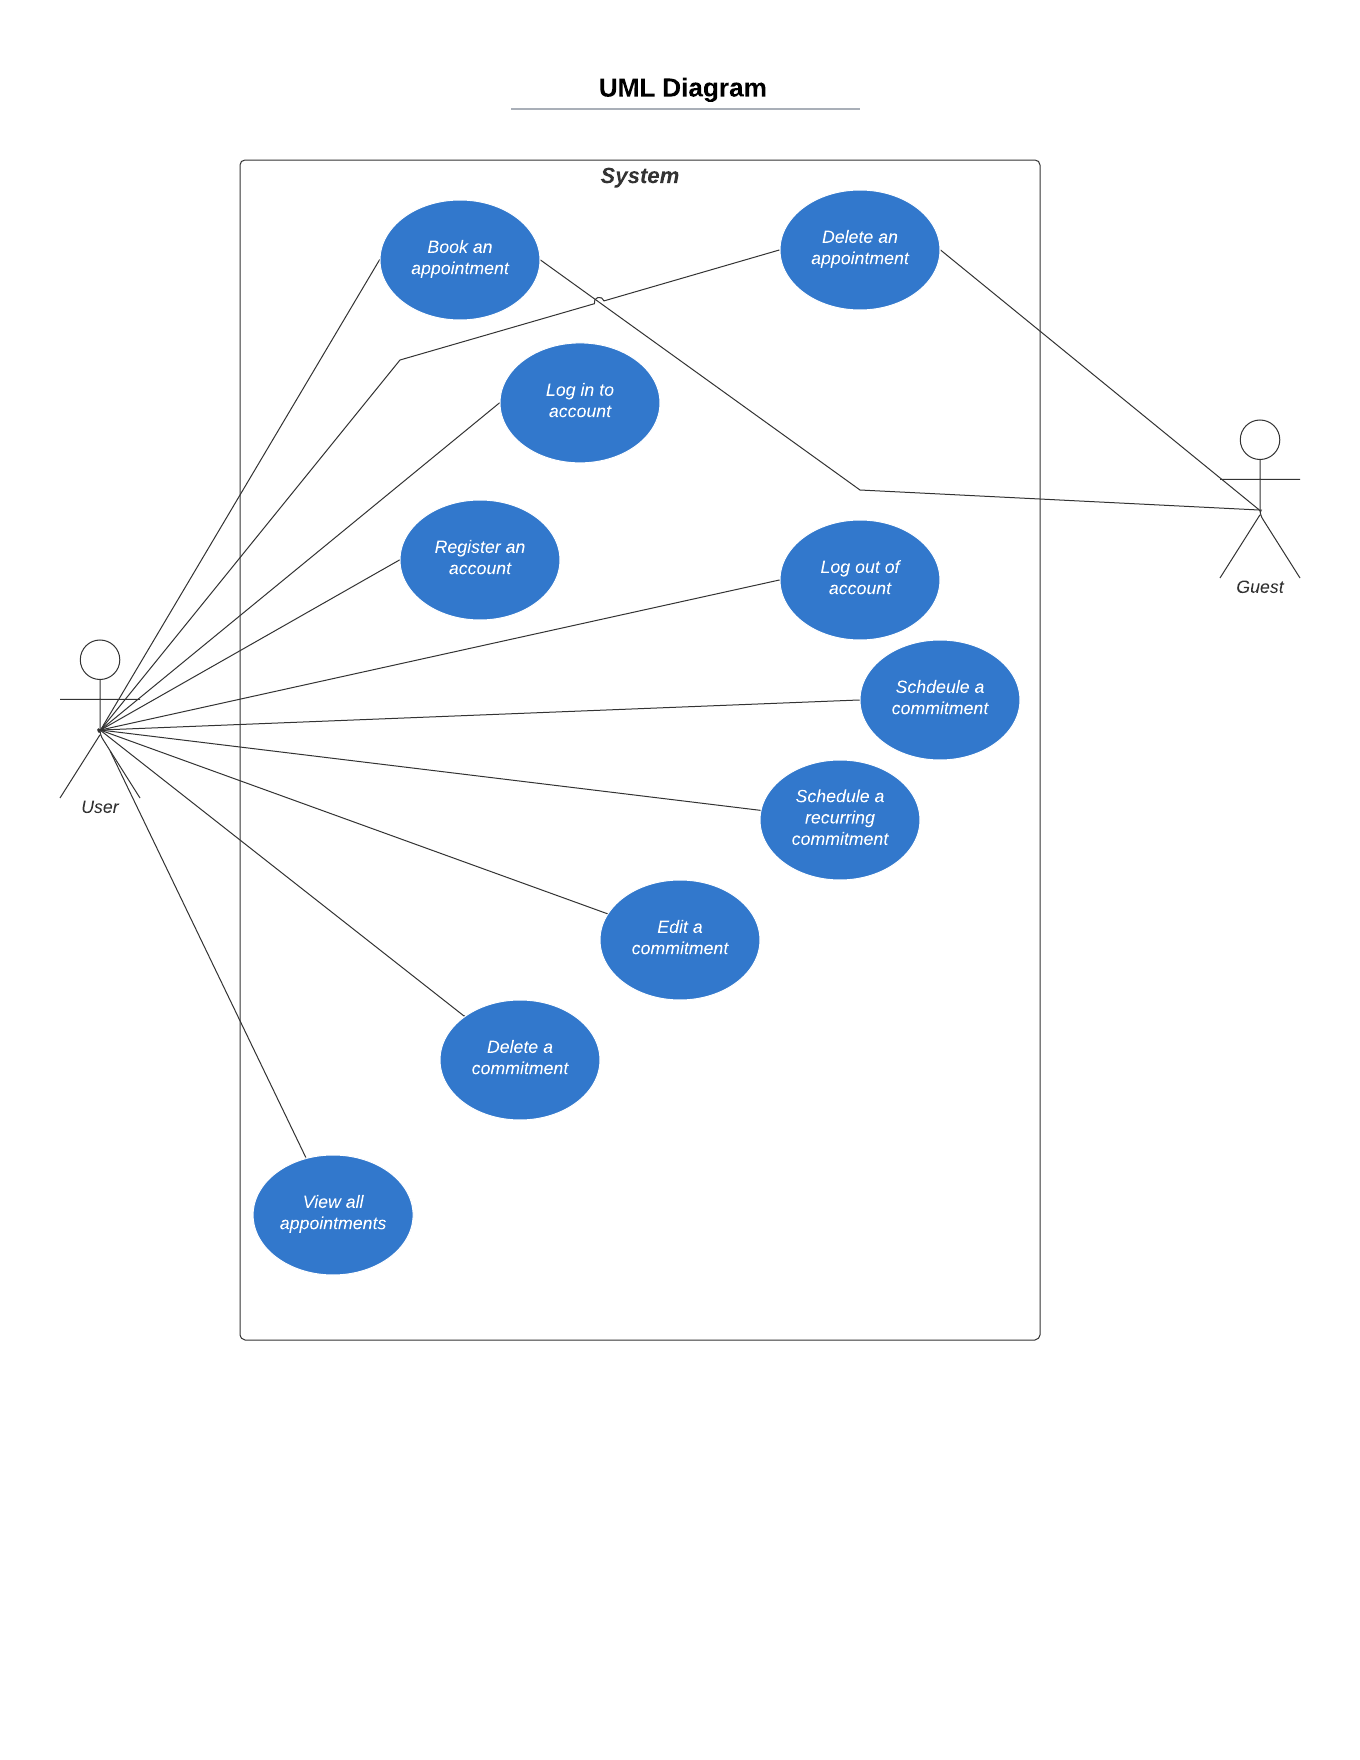 UML Diagram
System
Book an
appointment
Delete an
appointment
Log in to
account
Register an
account
Log out of
account
Guest
Schdeule a
commitment
User
Schedule a
recurring
commitment
Edit a
commitment
Delete a
commitment
View all
appointments